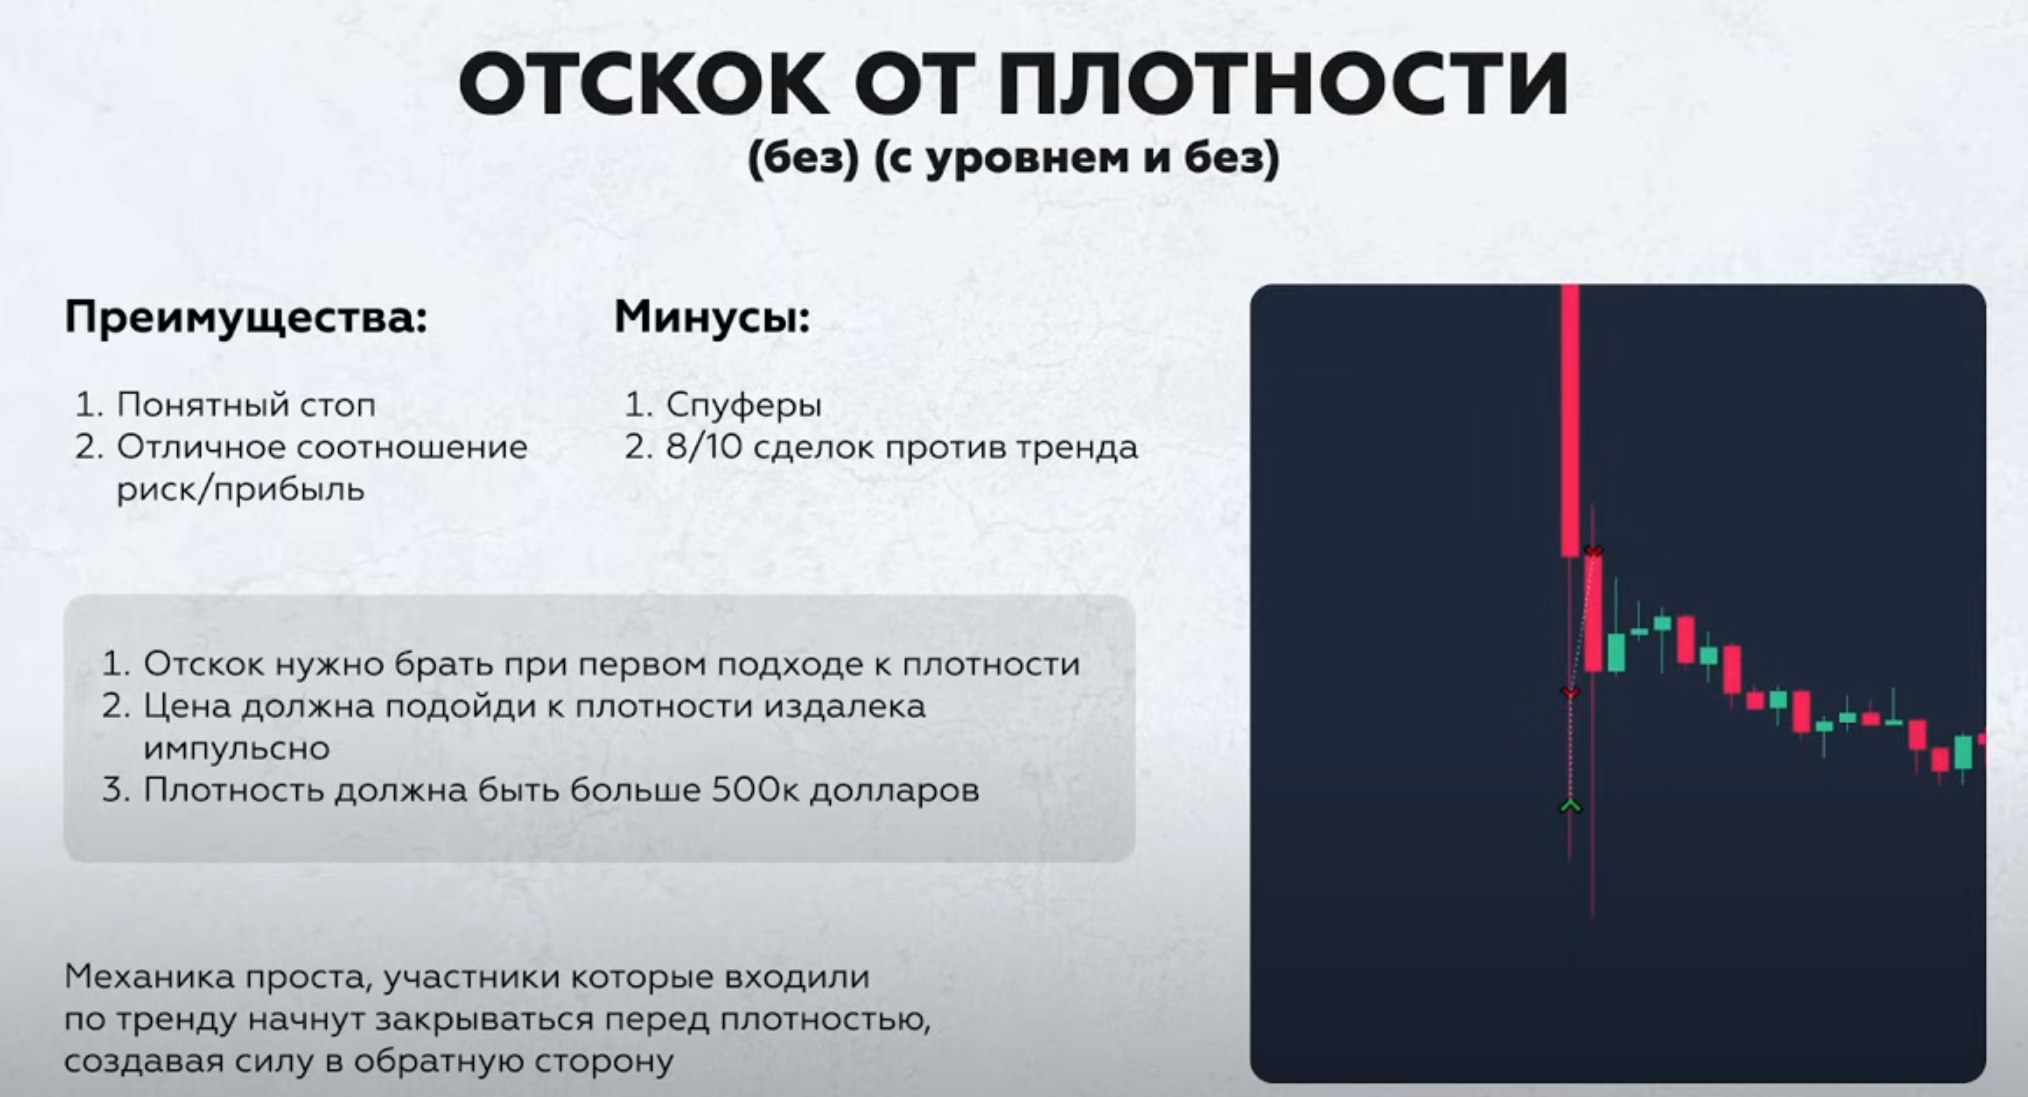 ОТСКОК ОТ ПЛОТНОСТИ
(без) (с уровнем и без)
Преимущества:
1. Понятный стоп
2. Отличное соотношение
риск/прибыль
Минусы:
1. Спуферы
2. 8/10 сделок против тренда
1. Отскок нужно брать при первом подходе к плотности
2. Цена должна подойди к плотности издалека
импульсно
3. Плотность должна быть больше 500к долларов
Механика проста, участники которые входили
по тренду начнут закрываться перед плотностью,
создавая силу в обратную сторону